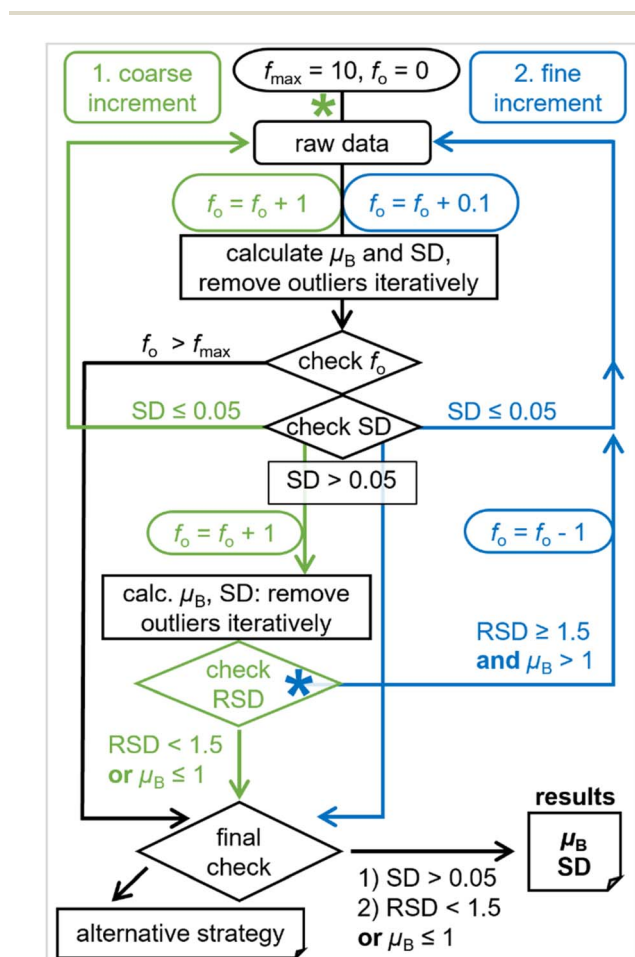 1. coarse
increment
fmax = 10, fo = 0
2. fine
increment
*
raw data
fo = fo + 1
fo = fo + 0.1
calculate μB and SD,
remove outliers iteratively
fo > fmax
check fo
SD ≤ 0.05
check SD
SD ≤ 0.05
SD > 0.05
fo = fo + 1
fo = fo - 1
calc. μB, SD: remove
outliers iteratively
check
RSD
*
RSD ≥ 1.5
and μB > 1
RSD < 1.5
or μB ≤ 1
final
check
results
μB
SD
1) SD > 0.05
2) RSD < 1.5
or μB ≤ 1
alternative strategy